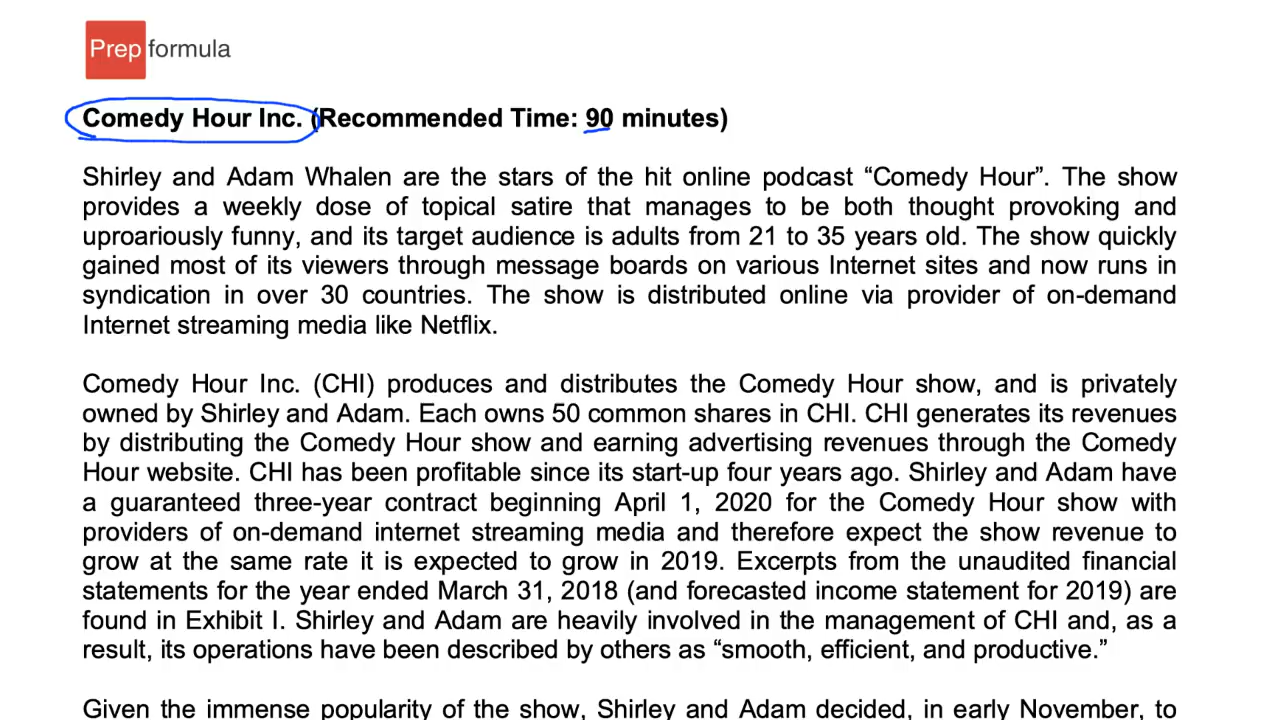 Prep formula
Comedy Hour Inc. (Recommended Time: 90 minutes)
Shirley and Adam Whalen are the stars of the hit online podcast “Comedy Hour”. The show
provides a weekly dose of topical satire that manages to be both thought provoking and
uproariously funny, and its target audience is adults from 21 to 35 years old. The show quickly
gained most of its viewers through message boards on various Internet sites and now runs in
syndication in over 30 countries. The show is distributed online via provider of on-demand
Internet streaming media like Netflix.
Comedy Hour Inc. (CHI) produces and distributes the Comedy Hour show, and is privately
owned by Shirley and Adam. Each owns 50 common shares in CHI. CHI generates its revenues
by distributing the Comedy Hour show and earning advertising revenues through the Comedy
Hour website. CHI has been profitable since its start-up four years ago. Shirley and Adam have
a guaranteed three-year contract beginning April 1, 2020 for the Comedy Hour show with
providers of on-demand internet streaming media and therefore expect the show revenue to
grow at the same rate it is expected to grow in 2019. Excerpts from the unaudited financial
statements for the year ended March 31, 2018 (and forecasted income statement for 2019) are
found in Exhibit I. Shirley and Adam are heavily involved in the management of CHI and, as a
result, its operations have been described by others as “smooth, efficient, and productive.”
Given the immense popularity of the show, Shirley and Adam decided, in early November, to